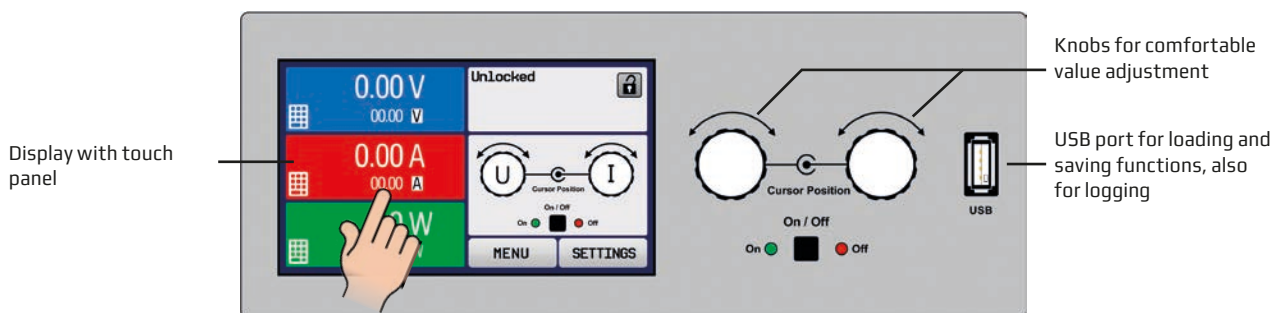 Display with touch
panel
0.00 V
00.00 V
0.00 A
00.00 A
W
Unlocked
U
I
Cursor Position
On / Off
On
Off
MENU
SETTINGS
Cursor Position
On / Off
On
Off
USB
Knobs for comfortable
value adjustment
USB port for loading and
saving functions, also
for logging